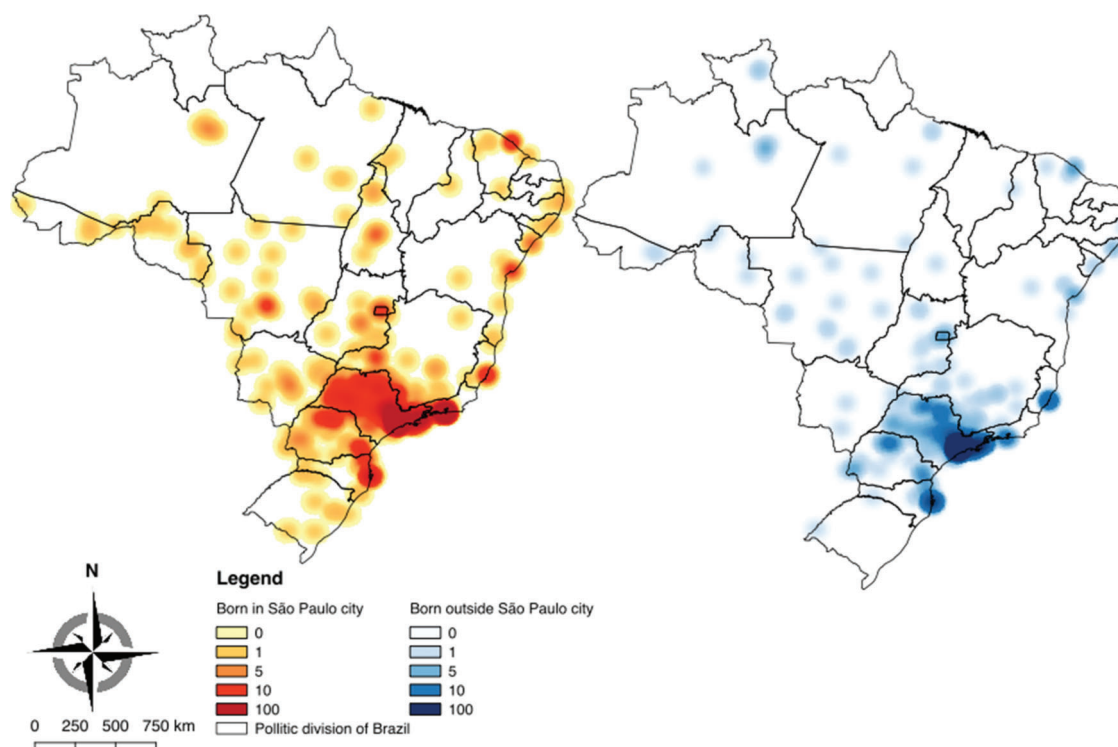 N
0 250 500 750 km
Legend
Born in São Paulo city
0
1
5
10
100
Pollitic division of Brazil
Born outside São Paulo city
0
1
5
10
100